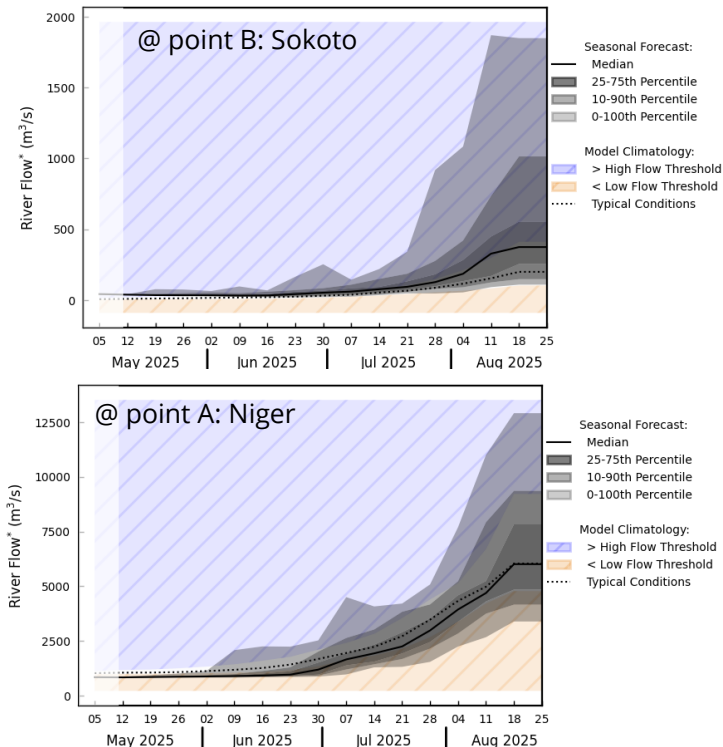 @ point B: Sokoto
River Flow* (m³/s)
2000
1500
1000
500
0
05 12 19 26 02 09 16 23 30 07 14 21 28 04 11 18 25
May 2025 Jun 2025 Jul 2025 Aug 2025
Seasonal Forecast:
Median
25-75th Percentile
10-90th Percentile
0-100th Percentile
Model Climatology:
> High Flow Threshold
< Low Flow Threshold
Typical Conditions
@ point A: Niger
River Flow* (m³/s)
12500
10000
7500
5000
2500
0
05 12 19 26 02 09 16 23 30 07 14 21 28 04 11 18 25
May 2025 Jun 2025 Jul 2025 Aug 2025
Seasonal Forecast:
Median
25-75th Percentile
10-90th Percentile
0-100th Percentile
Model Climatology:
> High Flow Threshold
< Low Flow Threshold
Typical Conditions